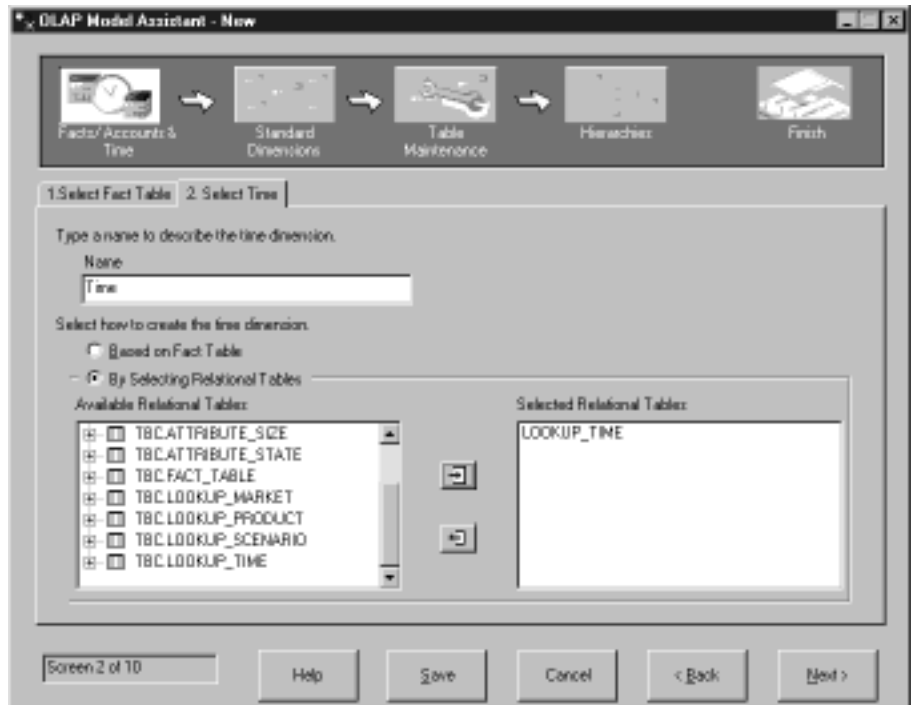 OLAP Model Assistant - New
Facts/Accounts & Time
Standard Dimensions
Table Maintenance
Hierarchies
Finish
1.Select Fact Table
2. Select Time
Type a name to describe the time dimension.
Name
Time
Select how to create the time dimension.
Based on Fact Table
By Selecting Relational Tables
Available Relational Tables
Selected Relational Tables
TBC.ATTRIBUTE_SIZE
TBC.ATTRIBUTE_STATE
TBC.FACT_TABLE
TBC.LOOKUP_MARKET
TBC.LOOKUP_PRODUCT
TBC.LOOKUP_SCENARIO
TBC.LOOKUP_TIME
LOOKUP_TIME
Screen 2 of 10
Help
Save
Cancel
< Back
Next >